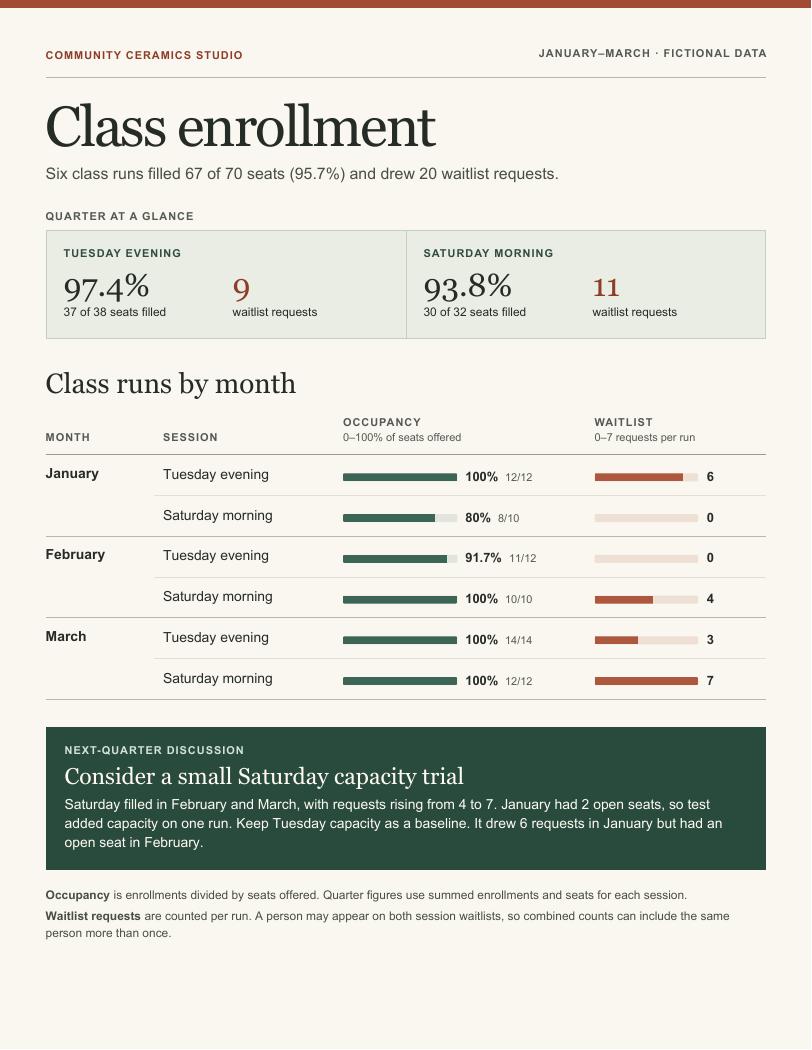 COMMUNITY CERAMICS STUDIO
JANUARY–MARCH · FICTIONAL DATA
Class enrollment
Six class runs filled 67 of 70 seats (95.7%) and drew 20 waitlist requests.
QUARTER AT A GLANCE
TUESDAY EVENING
97.4%
37 of 38 seats filled
9
waitlist requests
SATURDAY MORNING
93.8%
30 of 32 seats filled
11
waitlist requests
Class runs by month
MONTH
SESSION
OCCUPANCY
0–100% of seats offered
WAITLIST
0–7 requests per run
January
Tuesday evening
100% 12/12
6
Saturday morning
80% 8/10
0
February
Tuesday evening
91.7% 11/12
0
Saturday morning
100% 10/10
4
March
Tuesday evening
100% 14/14
3
Saturday morning
100% 12/12
7
NEXT-QUARTER DISCUSSION
Consider a small Saturday capacity trial
Saturday filled in February and March, with requests rising from 4 to 7. January had 2 open seats, so test
added capacity on one run. Keep Tuesday capacity as a baseline. It drew 6 requests in January but had an
open seat in February.
Occupancy is enrollments divided by seats offered. Quarter figures use summed enrollments and seats for each session.
Waitlist requests are counted per run. A person may appear on both session waitlists, so combined counts can include the same
person more than once.